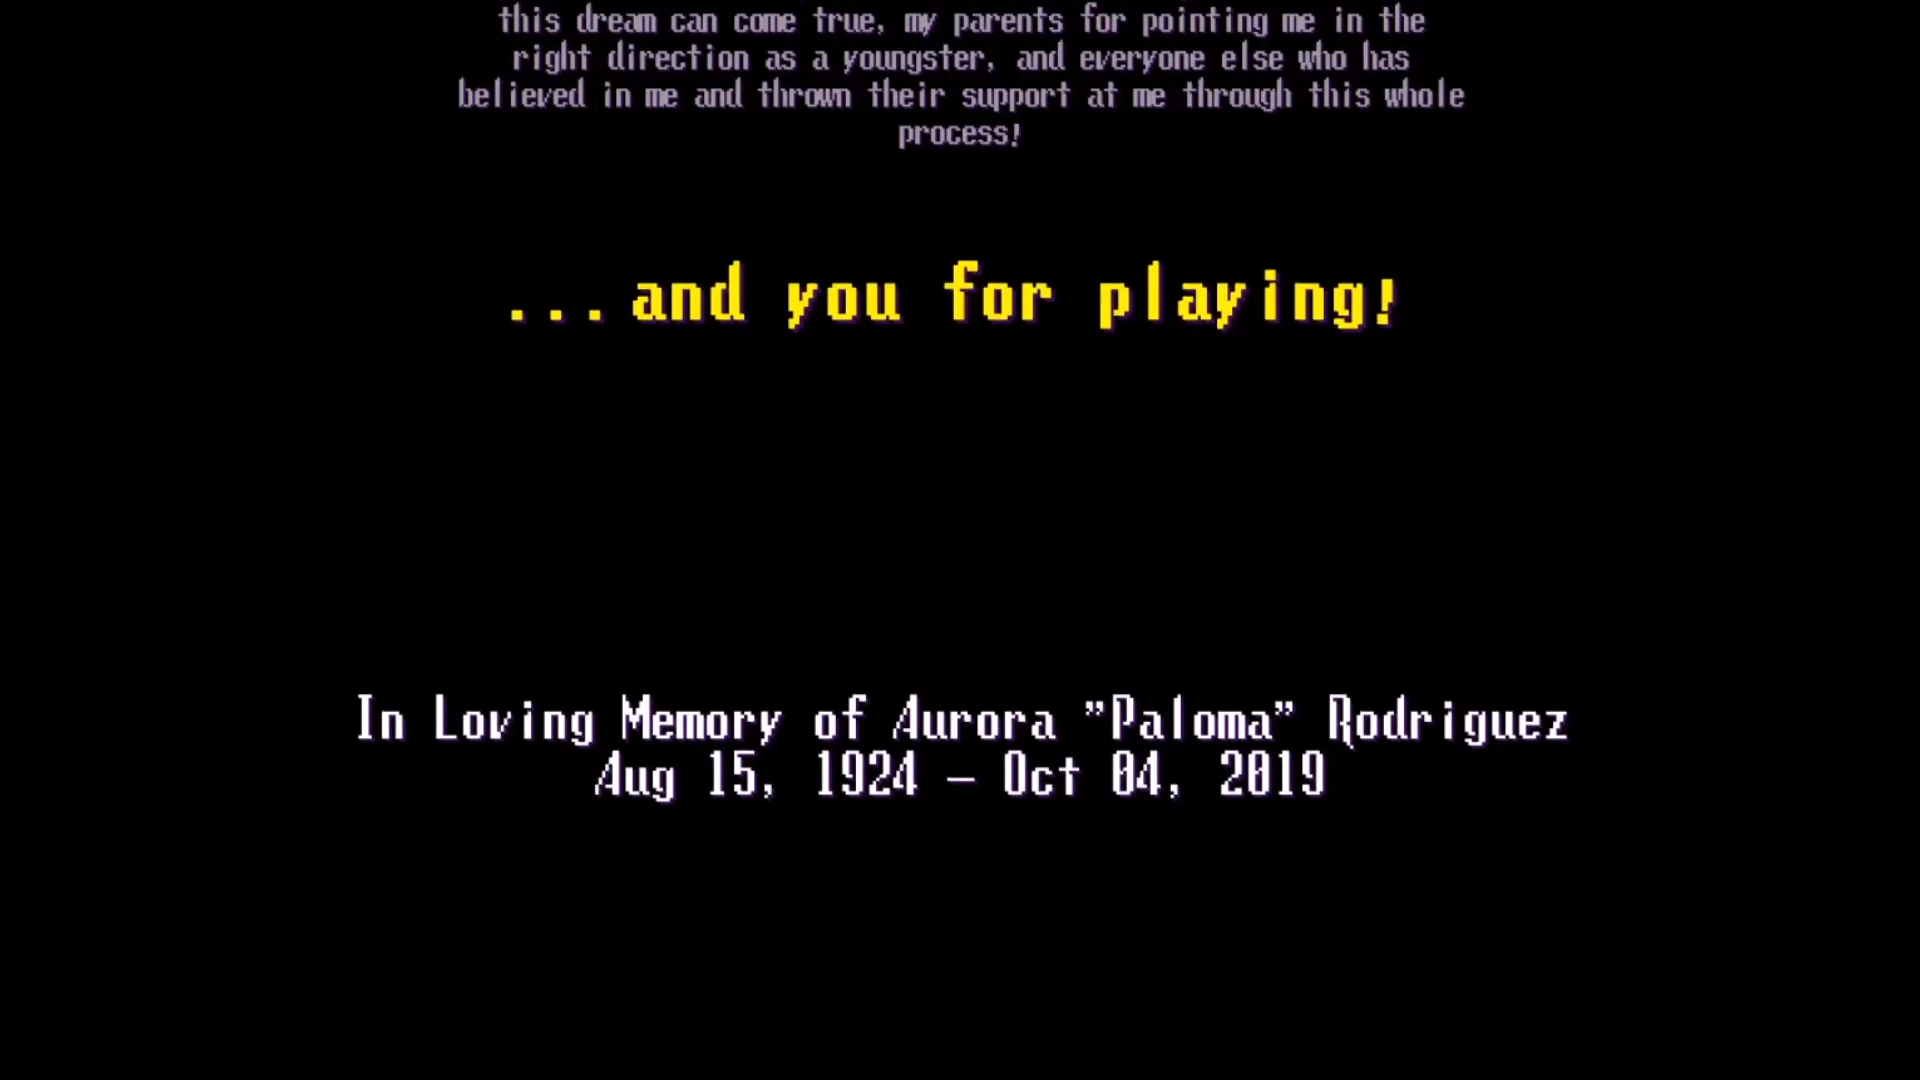 this dream can come true, my parents for pointing me in the
right direction as a youngster, and everyone else who has
believed in me and thrown their support at me through this whole
process!
...and you for playing!
In Loving Memory of Aurora "Paloma" Rodriguez
Aug 15, 1924 – Oct 04, 2019